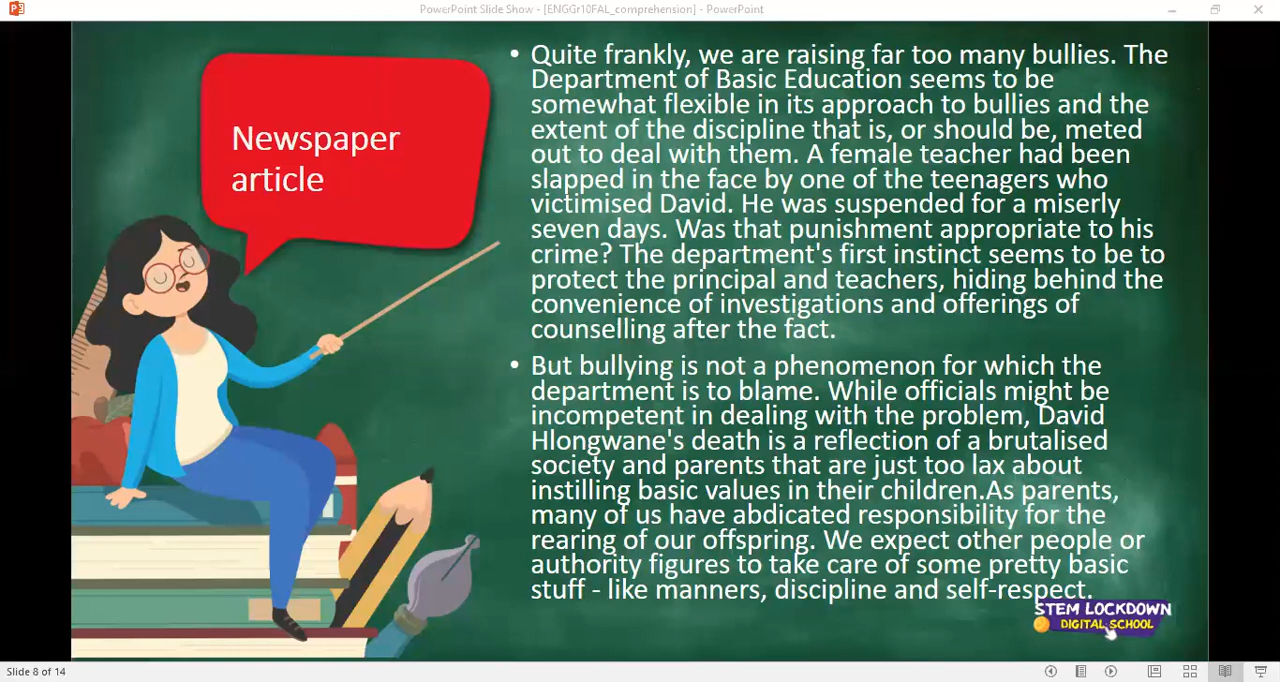 PowerPoint Slide Show - [ENGGr10FAL_comprehension] - PowerPoint
Newspaper
article
• Quite frankly, we are raising far too many bullies. The
Department of Basic Education seems to be
somewhat flexible in its approach to bullies and the
extent of the discipline that is, or should be, meted
out to deal with them. A female teacher had been
slapped in the face by one of the teenagers who
victimised David. He was suspended for a miserly
seven days. Was that punishment appropriate to his
crime? The department's first instinct seems to be to
protect the principal and teachers, hiding behind the
convenience of investigations and offerings of
counselling after the fact.
• But bullying is not a phenomenon for which the
department is to blame. While officials might be
incompetent in dealing with the problem, David
Hlongwane's death is a reflection of a brutalised
society and parents that are just too lax about
instilling basic values in their children.As parents,
many of us have abdicated responsibility for the
rearing of our offspring. We expect other people or
authority figures to take care of some pretty basic
stuff - like manners, discipline and self-respect.
STEM LOCKDOWN
DIGITAL SCHOOL
Slide 8 of 14